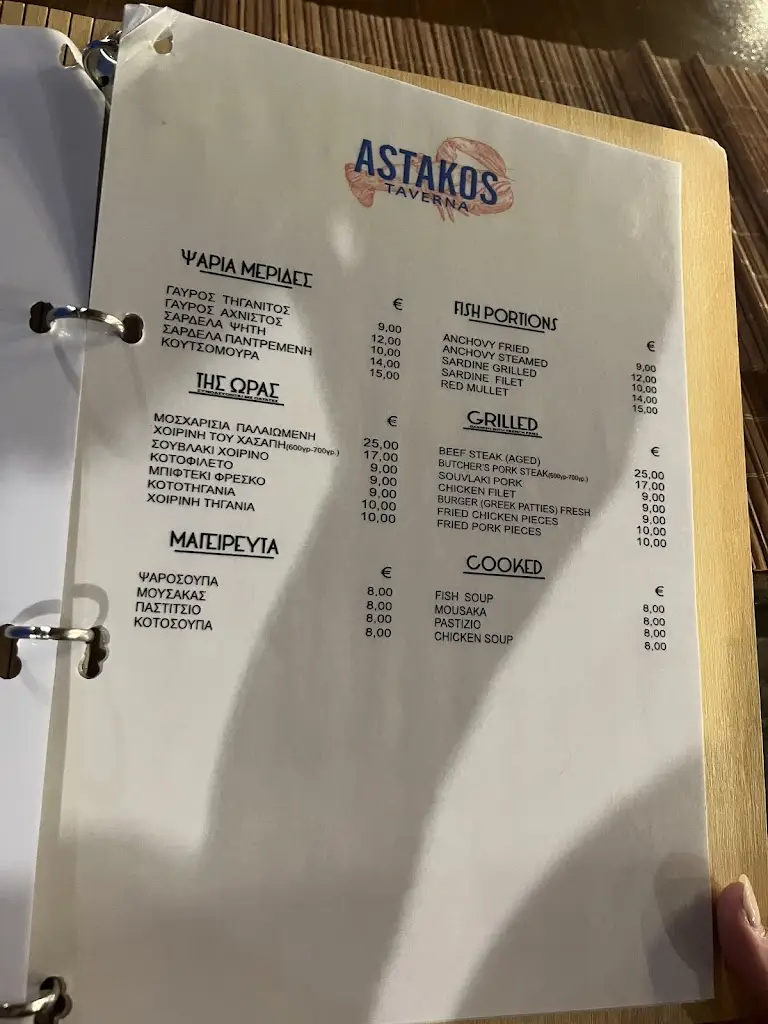 ASTAKOS
TAVERNA
ΨΑΡΙΑ ΜΕΡΙΔΕΣ
€
ΓΑΥΡΟΣ ΤΗΓΑΝΙΤΟΣ 9,00
ΓΑΥΡΟΣ ΑΧΝΙΣΤΟΣ 12,00
ΣΑΡΔΕΛΑ ΨΗΤΗ 10,00
ΣΑΡΔΕΛΑ ΠΑΝΤΡΕΜΕΝΗ 14,00
ΚΟΥΤΣΟΜΟΥΡΑ 15,00
ΤΗΣ ΩΡΑΣ
€
ΜΟΣΧΑΡΙΣΙΑ ΠΑΛΑΙΩΜΕΝΗ 25,00
ΧΟΙΡΙΝΗ ΤΟΥ ΧΑΣΑΠΗ(600γρ-700γρ.) 17,00
ΣΟΥΒΛΑΚΙ ΧΟΙΡΙΝΟ 9,00
ΚΟΤΟΦΙΛΕΤΟ 9,00
ΜΠΙΦΤΕΚΙ ΦΡΕΣΚΟ 9,00
ΚΟΤΟΤΗΓΑΝΙΑ 10,00
ΧΟΙΡΙΝΗ ΤΗΓΑΝΙΑ 10,00
ΜΑΓΕΙΡΕΥΤΑ
€
ΨΑΡΟΣΟΥΠΑ 8,00
ΜΟΥΣΑΚΑΣ 8,00
ΠΑΣΤΙΤΣΙΟ 8,00
ΚΟΤΟΣΟΥΠΑ 8,00
FISH PORTIONS
€
ANCHOVY FRIED 9,00
ANCHOVY STEAMED 12,00
SARDINE GRILLED 10,00
SARDINE FILET 14,00
RED MULLET 15,00
GRILLED
€
BEEF STEAK (AGED) 25,00
BUTCHER'S PORK STEAK(600γρ-700γρ.) 17,00
SOUVLAKI PORK 9,00
CHICKEN FILET 9,00
BURGER (GREEK PATTIES) FRESH 9,00
FRIED CHICKEN PIECES 10,00
FRIED PORK PIECES 10,00
COOKED
€
FISH SOUP 8,00
MOUSAKA 8,00
PASTIZIO 8,00
CHICKEN SOUP 8,00